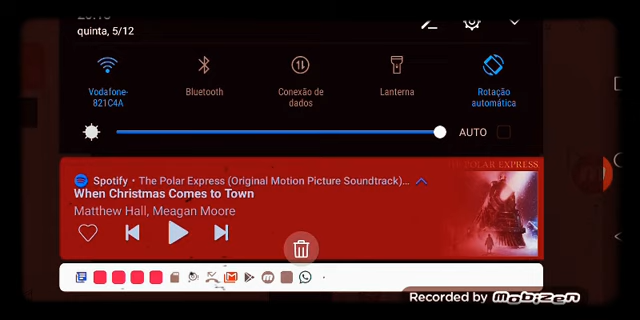 quinta, 5/12
Vodafone-
821C4A
Bluetooth
Conexão de
dados
Lanterna
Rotação
automática
AUTO
THE POLAR EXPRESS
Spotify • The Polar Express (Original Motion Picture Soundtrack)...
When Christmas Comes to Town
Matthew Hall, Meagan Moore
Recorded by Mobizen